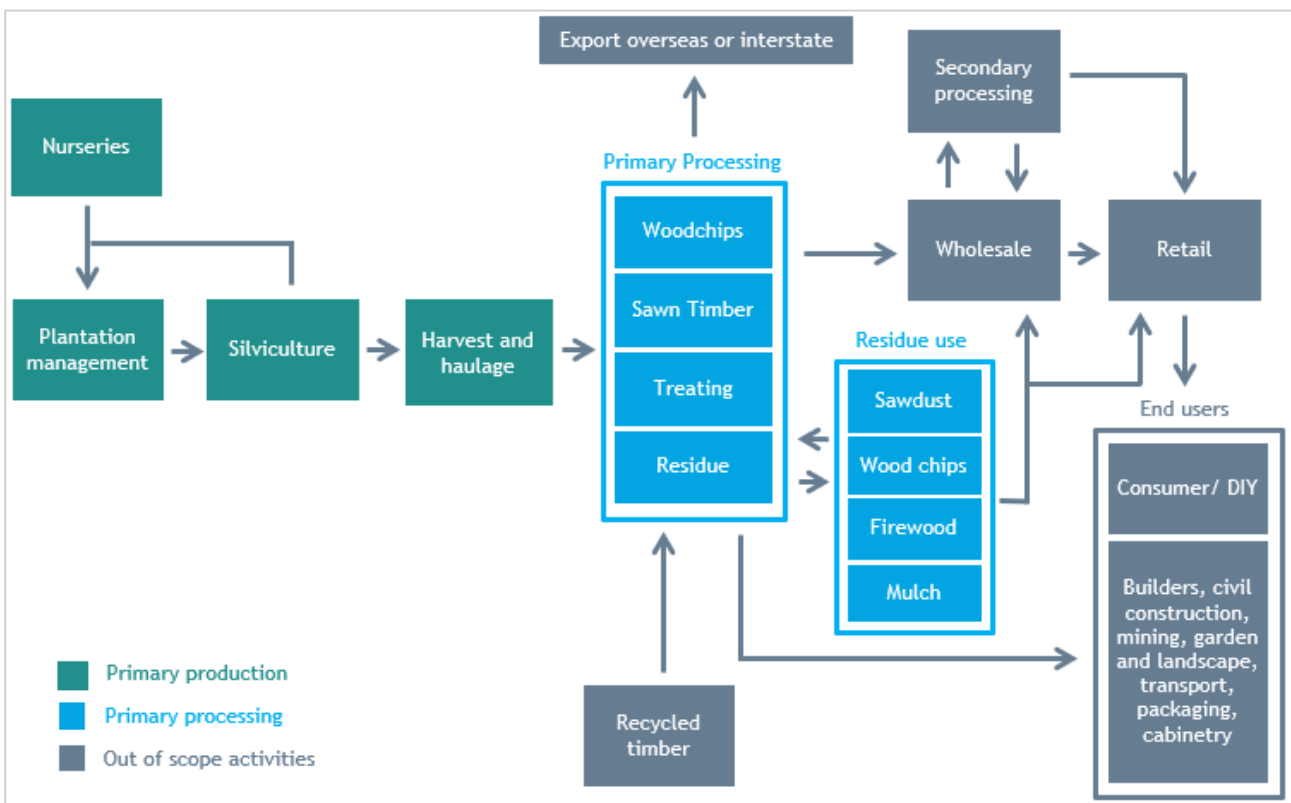 Export overseas or interstate
Secondary
processing
Nurseries
Primary Processing
Woodchips
Wholesale
Retail
Sawn Timber
Plantation
management
Silviculture
Harvest and
haulage
Residue use
Treating
Sawdust
End users
Residue
Wood chips
Consumer/ DIY
Firewood
Mulch
Builders, civil
construction,
mining, garden
and landscape,
transport,
packaging,
cabinetry
Primary production
Primary processing
Out of scope activities
Recycled
timber